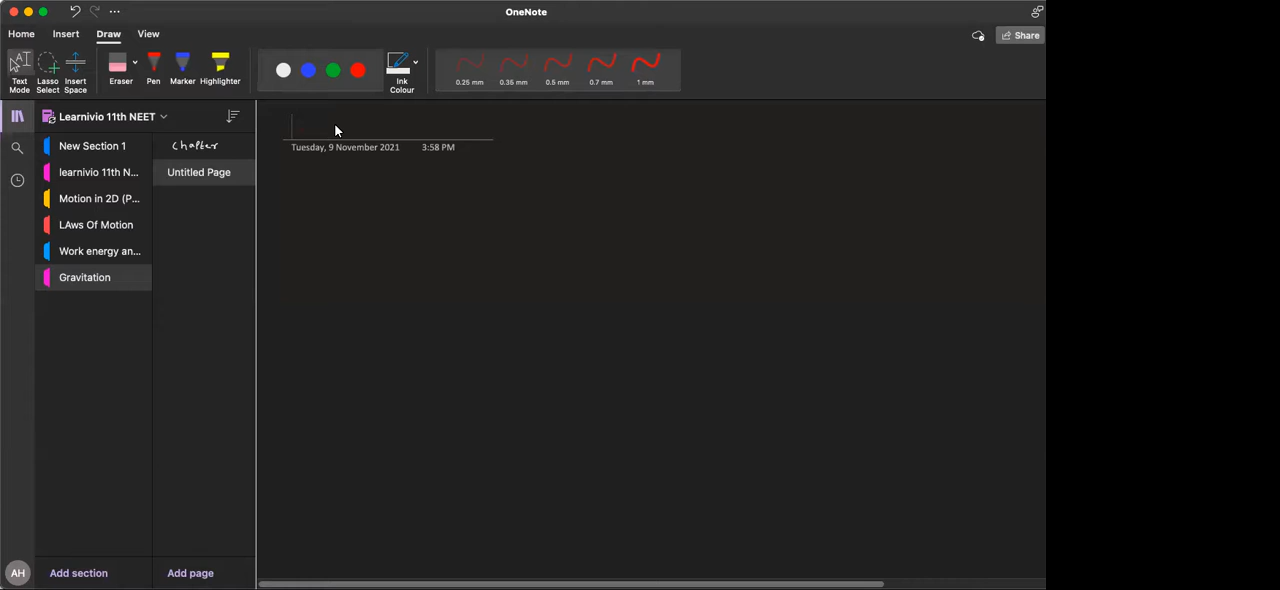 OneNote
Home Insert Draw View
Share
Text Mode
Lasso Select
Insert Space
Eraser
Pen
Marker
Highlighter
Ink Colour
0.25 mm 0.35 mm 0.5 mm 0.7 mm 1 mm
Learnivio 11th NEET
New Section 1
learnivio 11th N...
Motion in 2D (P...
LAws Of Motion
Work energy an...
Gravitation
Chapter
Untitled Page
Tuesday, 9 November 2021 3:58 PM
AH
Add section
Add page